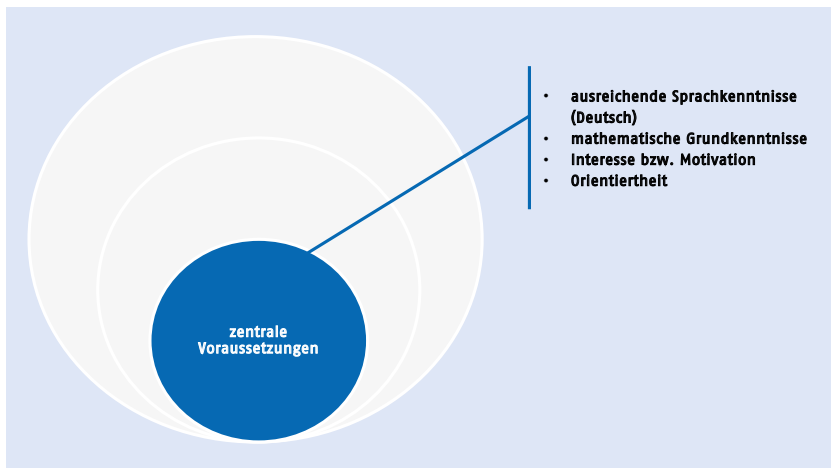 • ausreichende Sprachkenntnisse
(Deutsch)
• mathematische Grundkenntnisse
• Interesse bzw. Motivation
• Orientiertheit
zentrale
Voraussetzungen